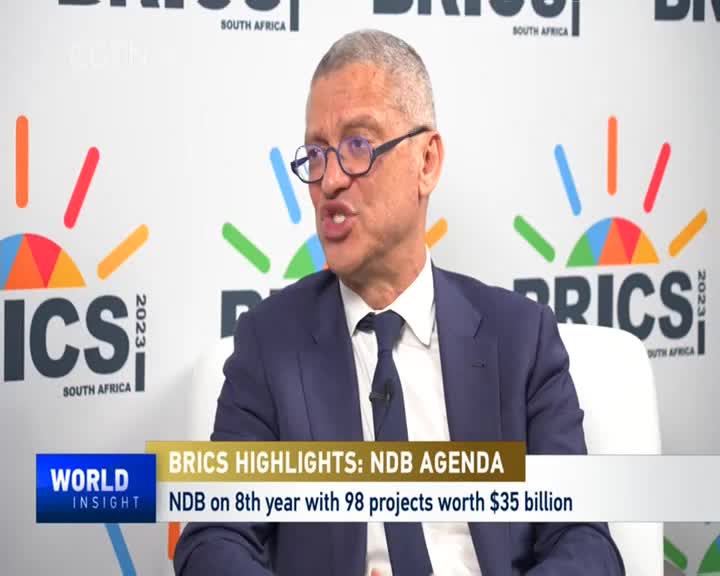 CGTN
BRICS
SOUTH AFRICA
BRICS
SOUTH AFRICA
BRICS
2023
SOUTH AFRICA
BRICS
2023
SOUTH AFRICA
BRICS HIGHLIGHTS: NDB AGENDA
WORLD
INSIGHT
NDB on 8th year with 98 projects worth $35 billion